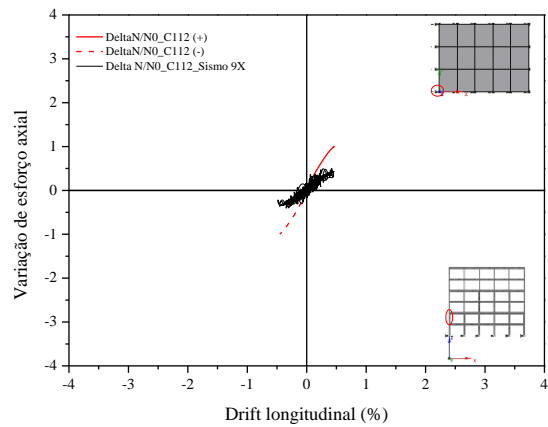 DeltaN/N0_C112 (+)
DeltaN/N0_C112 (-)
Delta N/N0_C112_Sismo 9X
Variação de esforço axial
4
3
2
1
0
-1
-2
-3
-4
-4 -3 -2 -1 0 1 2 3 4
Drift longitudinal (%)